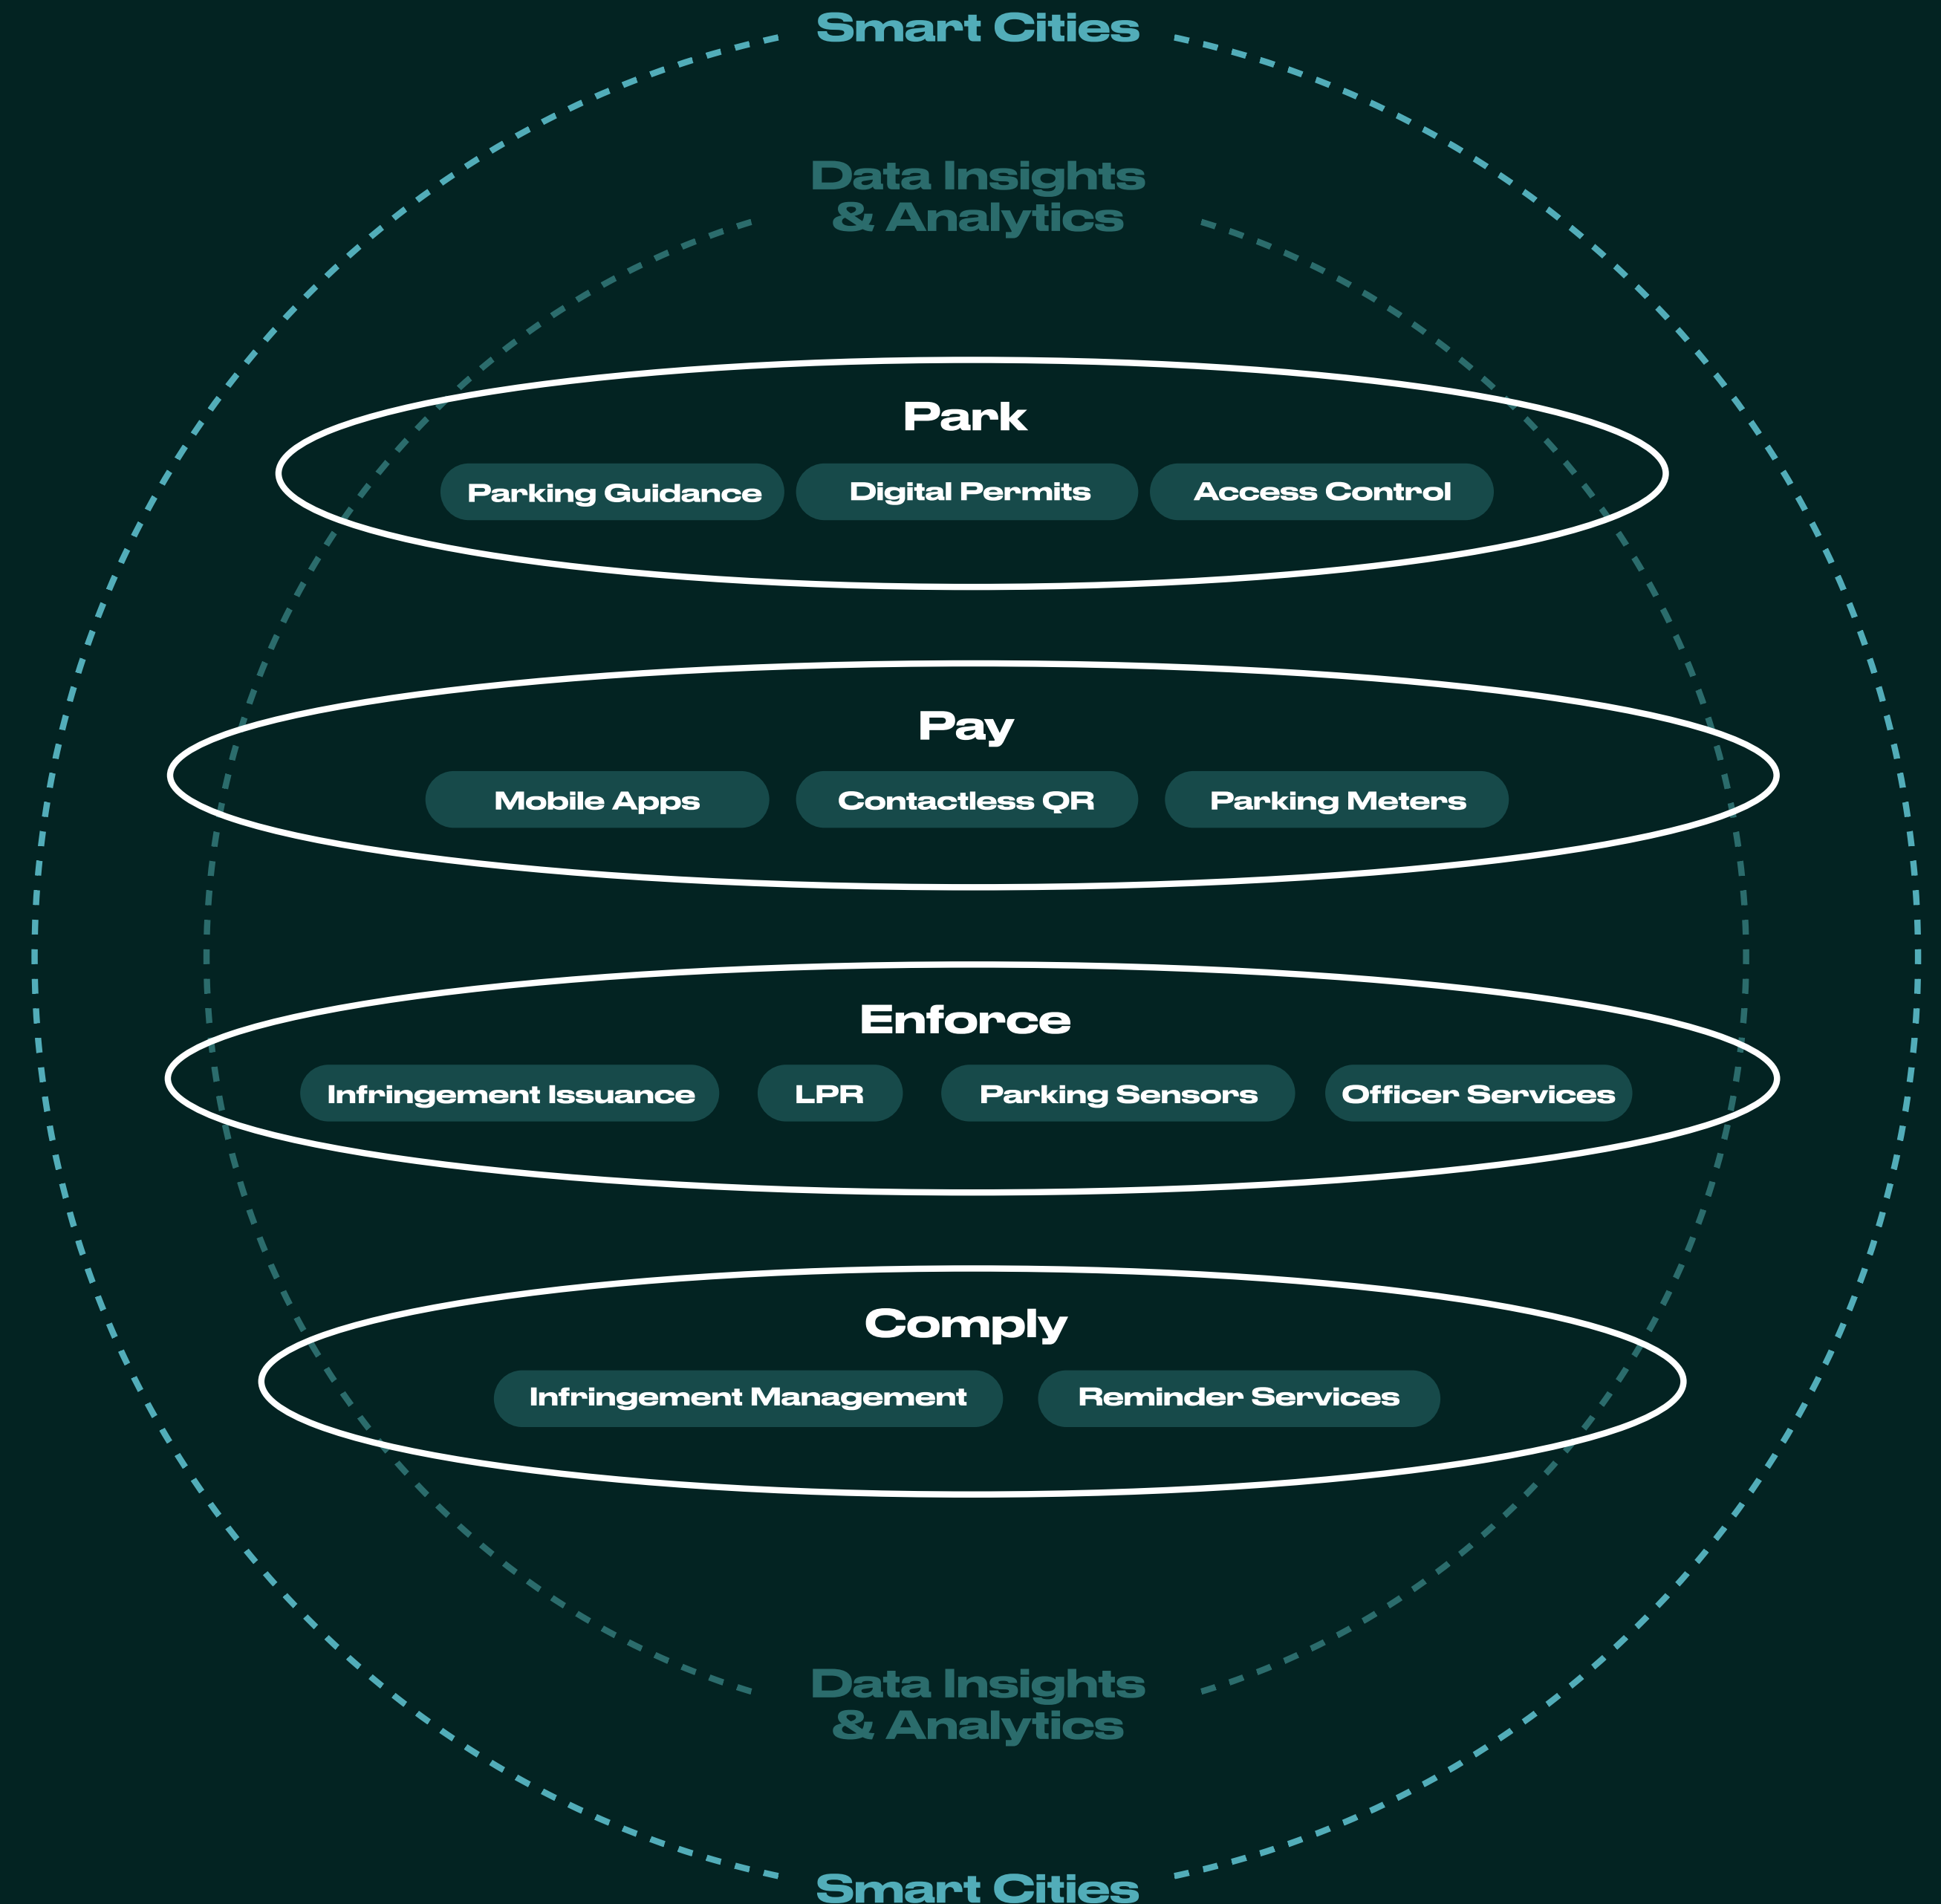 Smart Cities
Data Insights
& Analytics
Park
Parking Guidance
Digital Permits
Access Control
Pay
Mobile Apps
Contactless QR
Parking Meters
Enforce
Infringement Issuance
LPR
Parking Sensors
Officer Services
Comply
Infringement Management
Reminder Services
Data Insights
& Analytics
Smart Cities